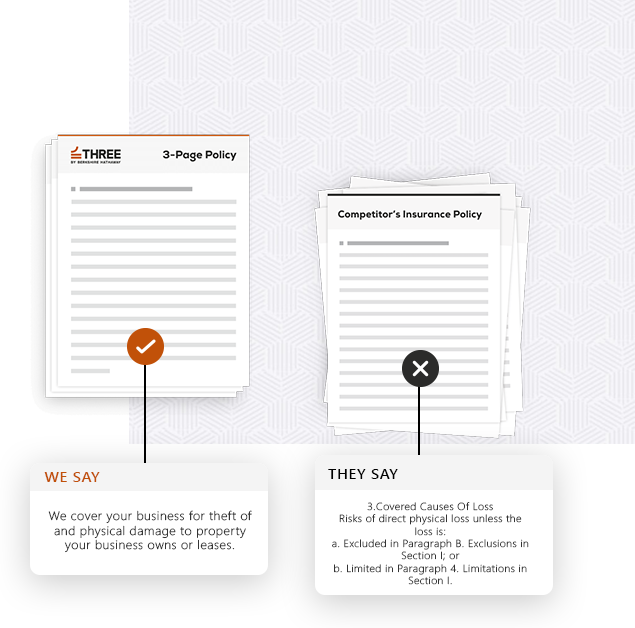 THREE
BY BERKSHIRE HATHAWAY
3-Page Policy
Competitor's Insurance Policy
WE SAY
We cover your business for theft of
and physical damage to property
your business owns or leases.
THEY SAY
3.Covered Causes Of Loss
Risks of direct physical loss unless the
loss is:
a. Excluded in Paragraph B. Exclusions in
Section I; or
b. Limited in Paragraph 4. Limitations in
Section I.